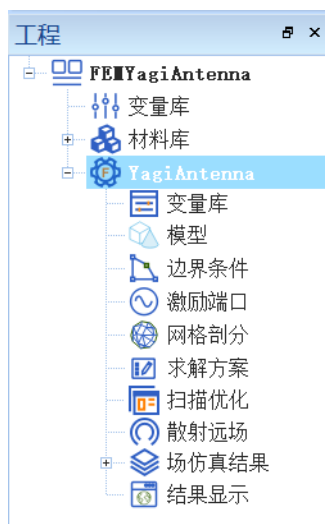 工程
FEMYagiAntenna
变量库
材料库
YagiAntenna
变量库
模型
边界条件
激励端口
网格剖分
求解方案
扫描优化
散射远场
场仿真结果
结果显示